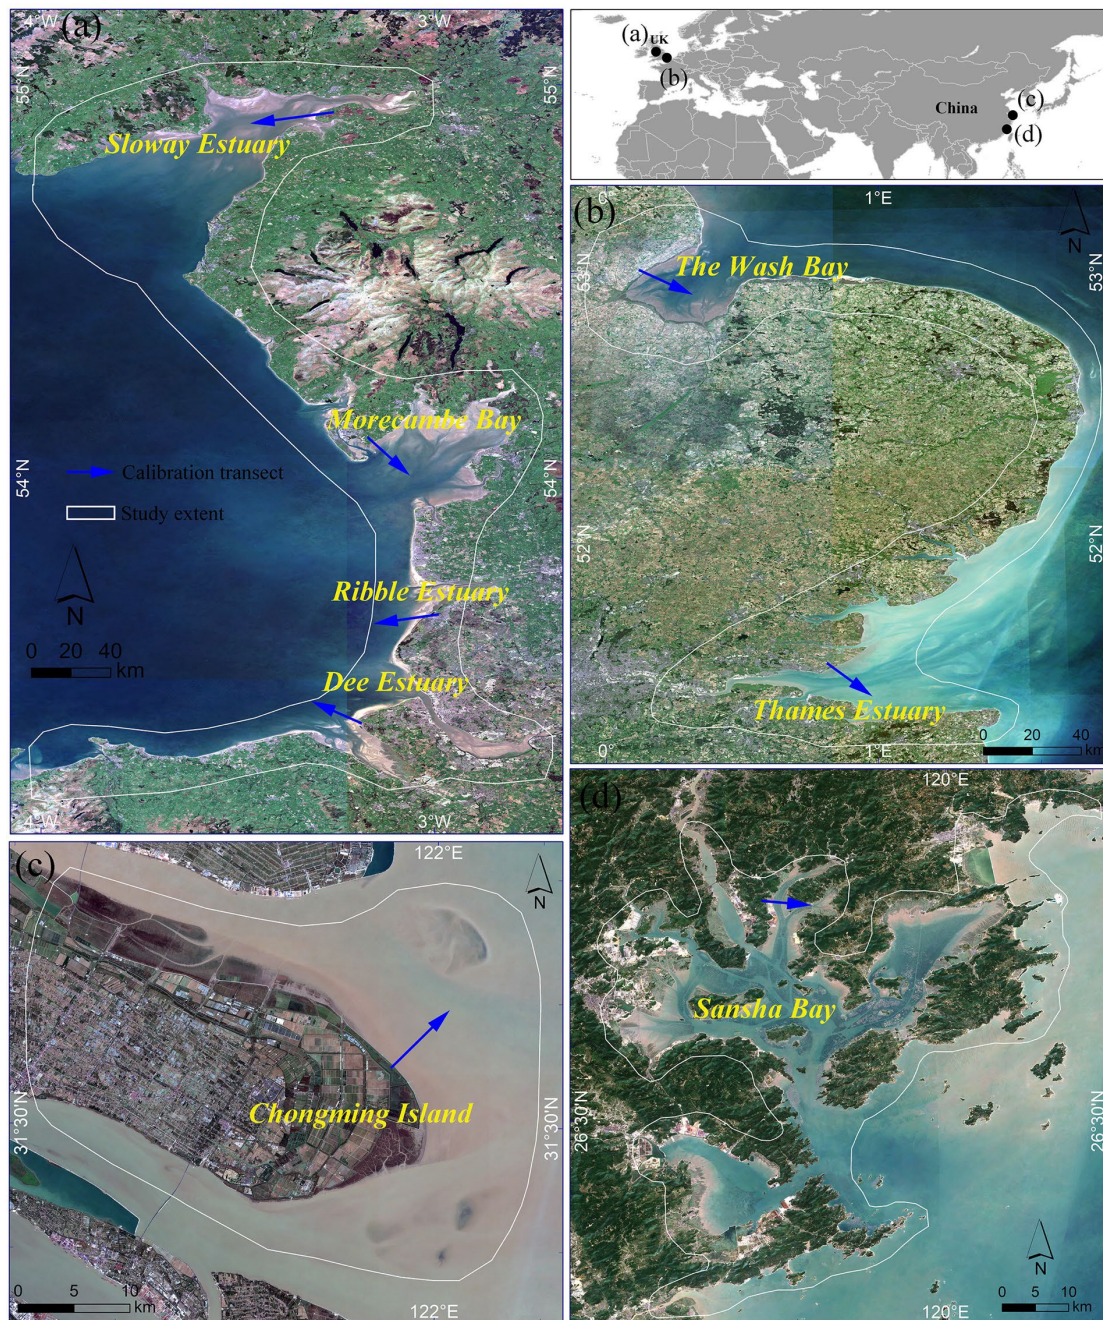 (a)
4°W
3°W
55°N
55°N
Sloway Estuary
Morecambe Bay
Calibration transect
54°N
54°N
Study extent
N
Ribble Estuary
0 20 40
km
Dee Estuary
4°W
3°W
(a)
UK
(b)
China
(c)
(d)
(b)
0°
1°E
N
The Wash Bay
53°N
53°N
52°N
52°N
Thames Estuary
0°
1°E
0 20 40
km
(c)
122°E
N
Chongming Island
31°30'N
31°30'N
0 5 10
km
122°E
(d)
120°E
Sansha Bay
26°30'N
26°30'N
N
0 5 10
km
120°E